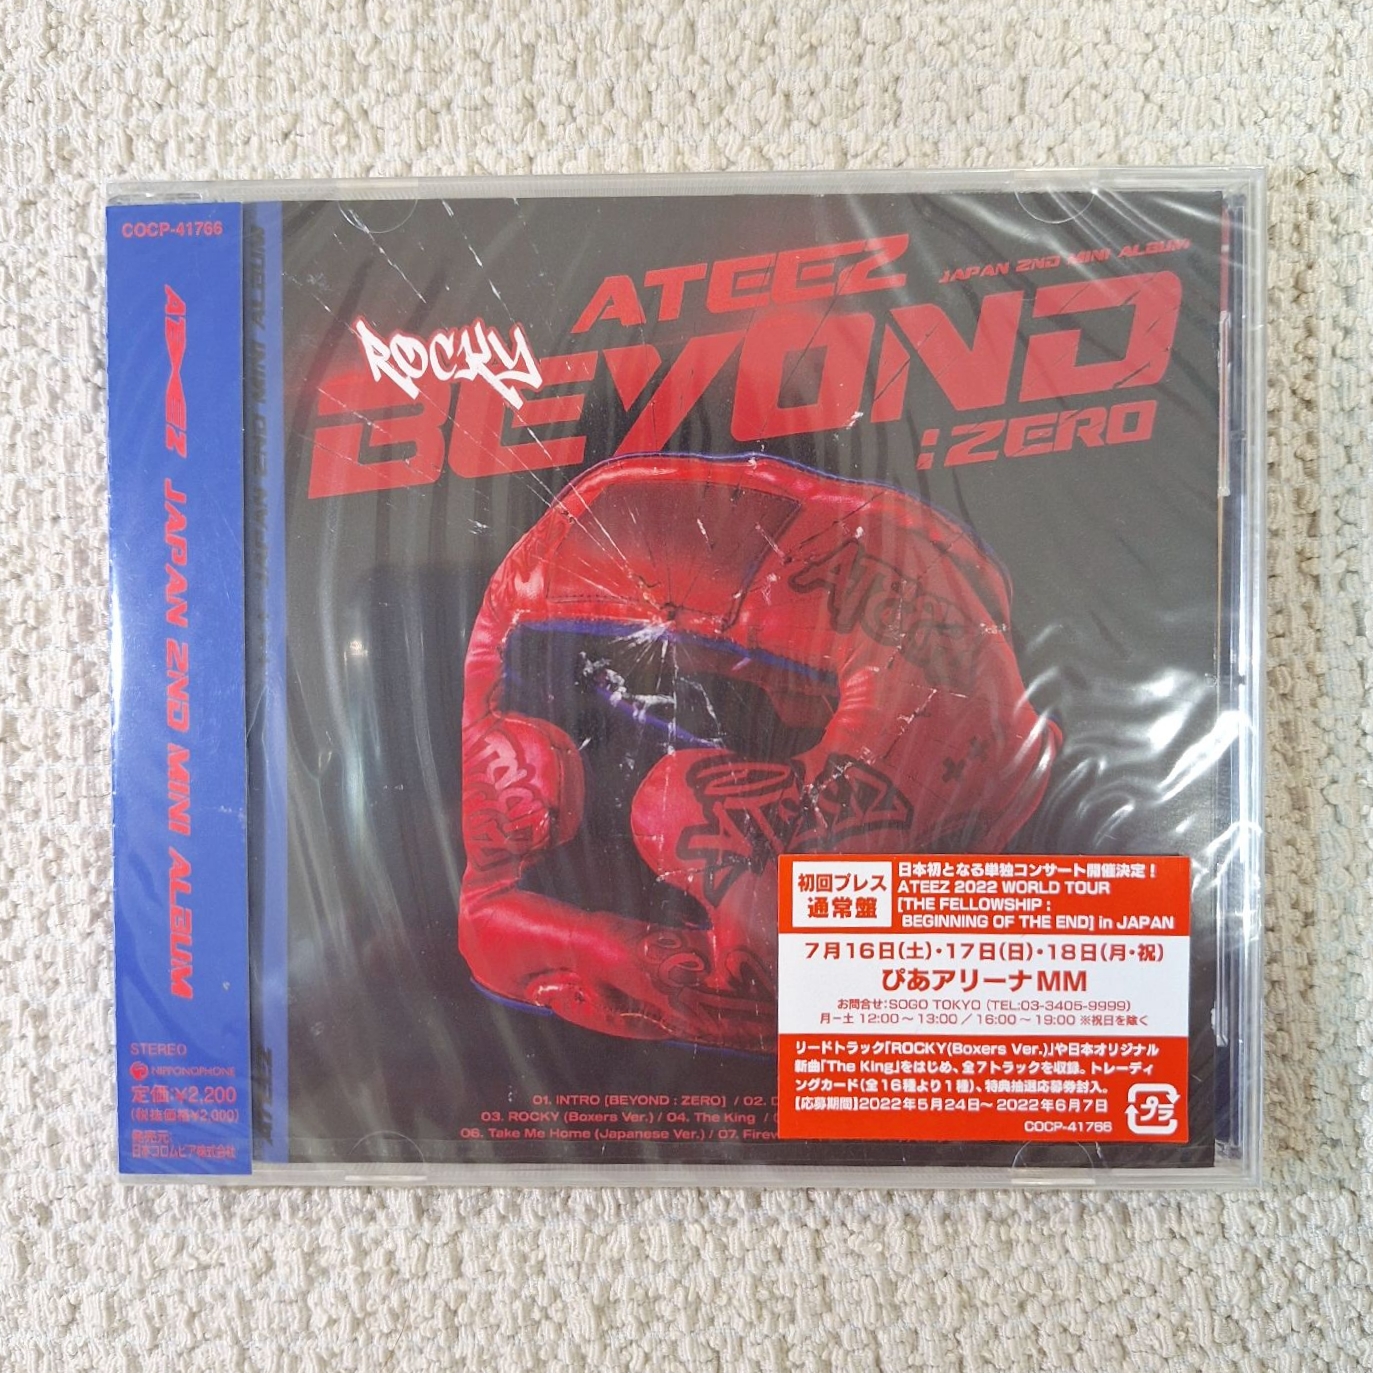 COCP-41766
ATEEZ JAPAN 2ND MINI ALBUM
STEREO
NIPPONOPHONE
定価:¥2,200
(税抜価格¥2,000)
発売元:
日本コロムビア株式会社
JAPAN 2ND MINI ALBUM
ATEEZ
ATEEZ
JAPAN 2ND MINI ALBUM
ROCKY
BEYOND
:ZERO
ATEEZ
ROCKY
ATEEZ
01. INTRO [BEYOND : ZERO] / 02.
03. ROCKY (Boxers Ver.) / 04. The King /
06. Take Me Home (Japanese Ver.) / 07.
初回プレス
通常盤
日本初となる単独コンサート開催決定!
ATEEZ 2022 WORLD TOUR
[THE FELLOWSHIP :
BEGINNING OF THE END] in JAPAN
7月16日(土)・17日(日)・18日(月・祝)
ぴあアリーナMM
お問合せ:SOGO TOKYO (TEL:03-3405-9999)
月-土 12:00~13:00/16:00~19:00 ※祝日を除く
リードトラック「ROCKY(Boxers Ver.)」や日本オリジナル
新曲「The King」をはじめ、全7トラックを収録。トレーディ
ングカード(全16種より1種)、特典抽選応募券封入。
【応募期間】2022年5月24日~2022年6月7日
COCP-41766
プラ